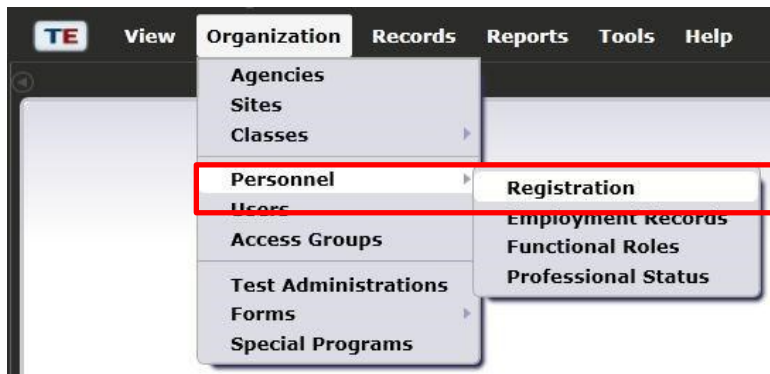 TE View Organization Records Reports Tools Help
Agencies
Sites
Classes
Personnel
Users
Access Groups
Test Administrations
Forms
Special Programs
Registration
Employment Records
Functional Roles
Professional Status